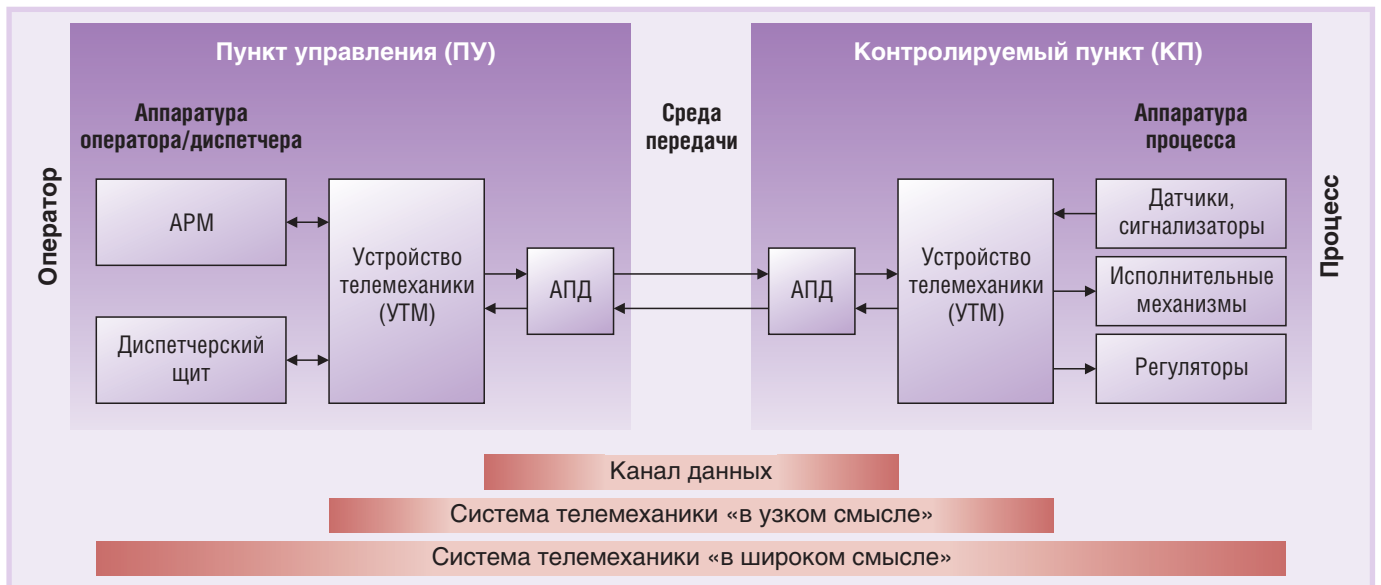 Пункт управления (ПУ)
Контролируемый пункт (КП)
Аппаратура
оператора/диспетчера
Среда
передачи
Аппаратура
процесса
Оператор
АРМ
Диспетчерский
щит
Устройство
телемеханики
(УТМ)
АПД
АПД
Устройство
телемеханики
(УТМ)
Датчики,
сигнализаторы
Исполнительные
механизмы
Регуляторы
Процесс
Канал данных
Система телемеханики «в узком смысле»
Система телемеханики «в широком смысле»